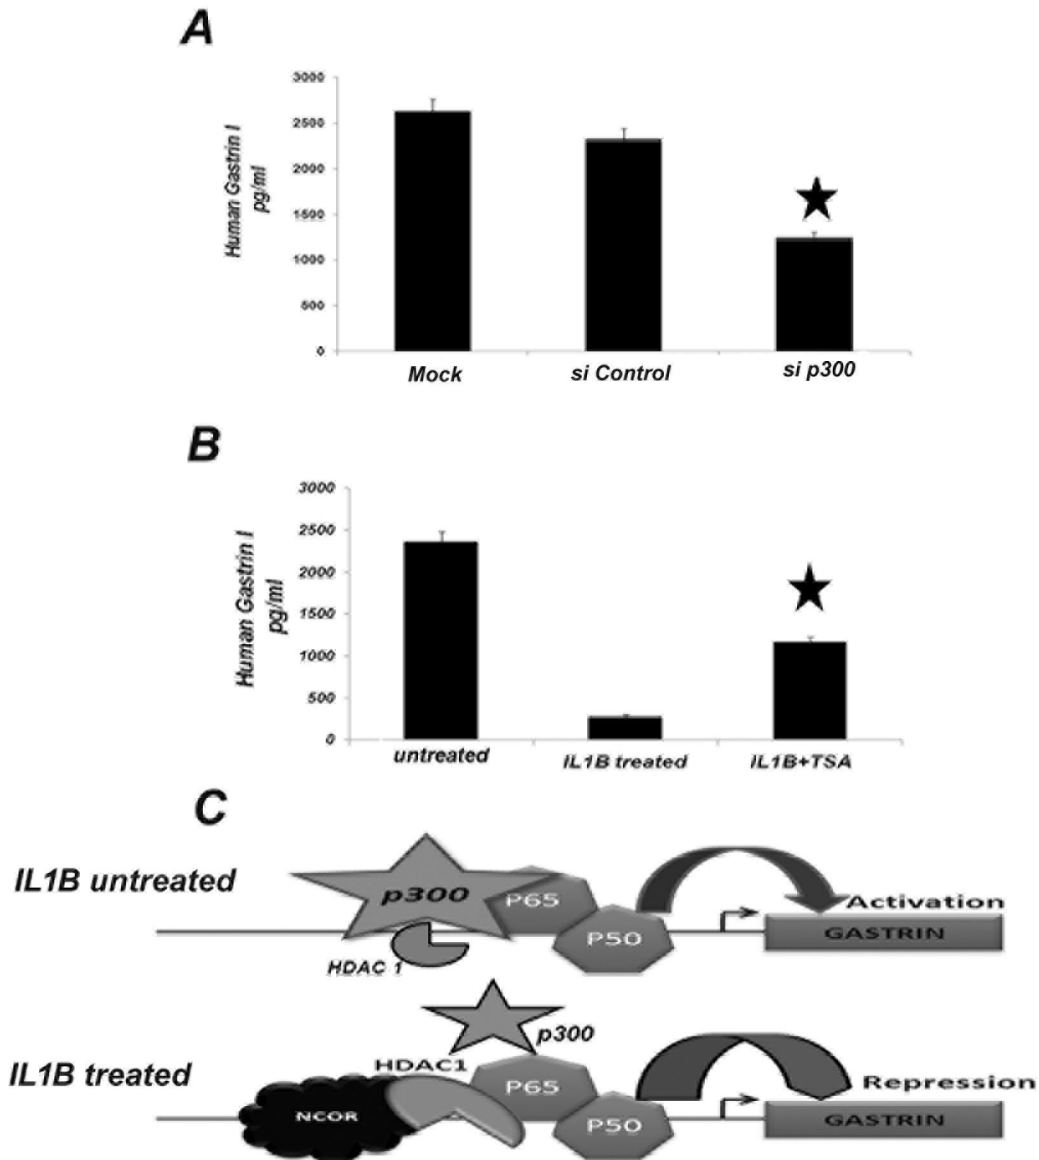 A
3000
2500
2000
1500
1000
500
0
Human Gastrin I
pg/ml
Mock
si Control
si p300
B
3000
2500
2000
1500
1000
500
0
Human Gastrin I
pg/ml
untreated
IL1B treated
IL1B+TSA
C
IL1B untreated
p300
P65
P50
HDAC 1
Activation
GASTRIN
IL1B treated
p300
HDAC1
NCOR
P65
P50
Repression
GASTRIN